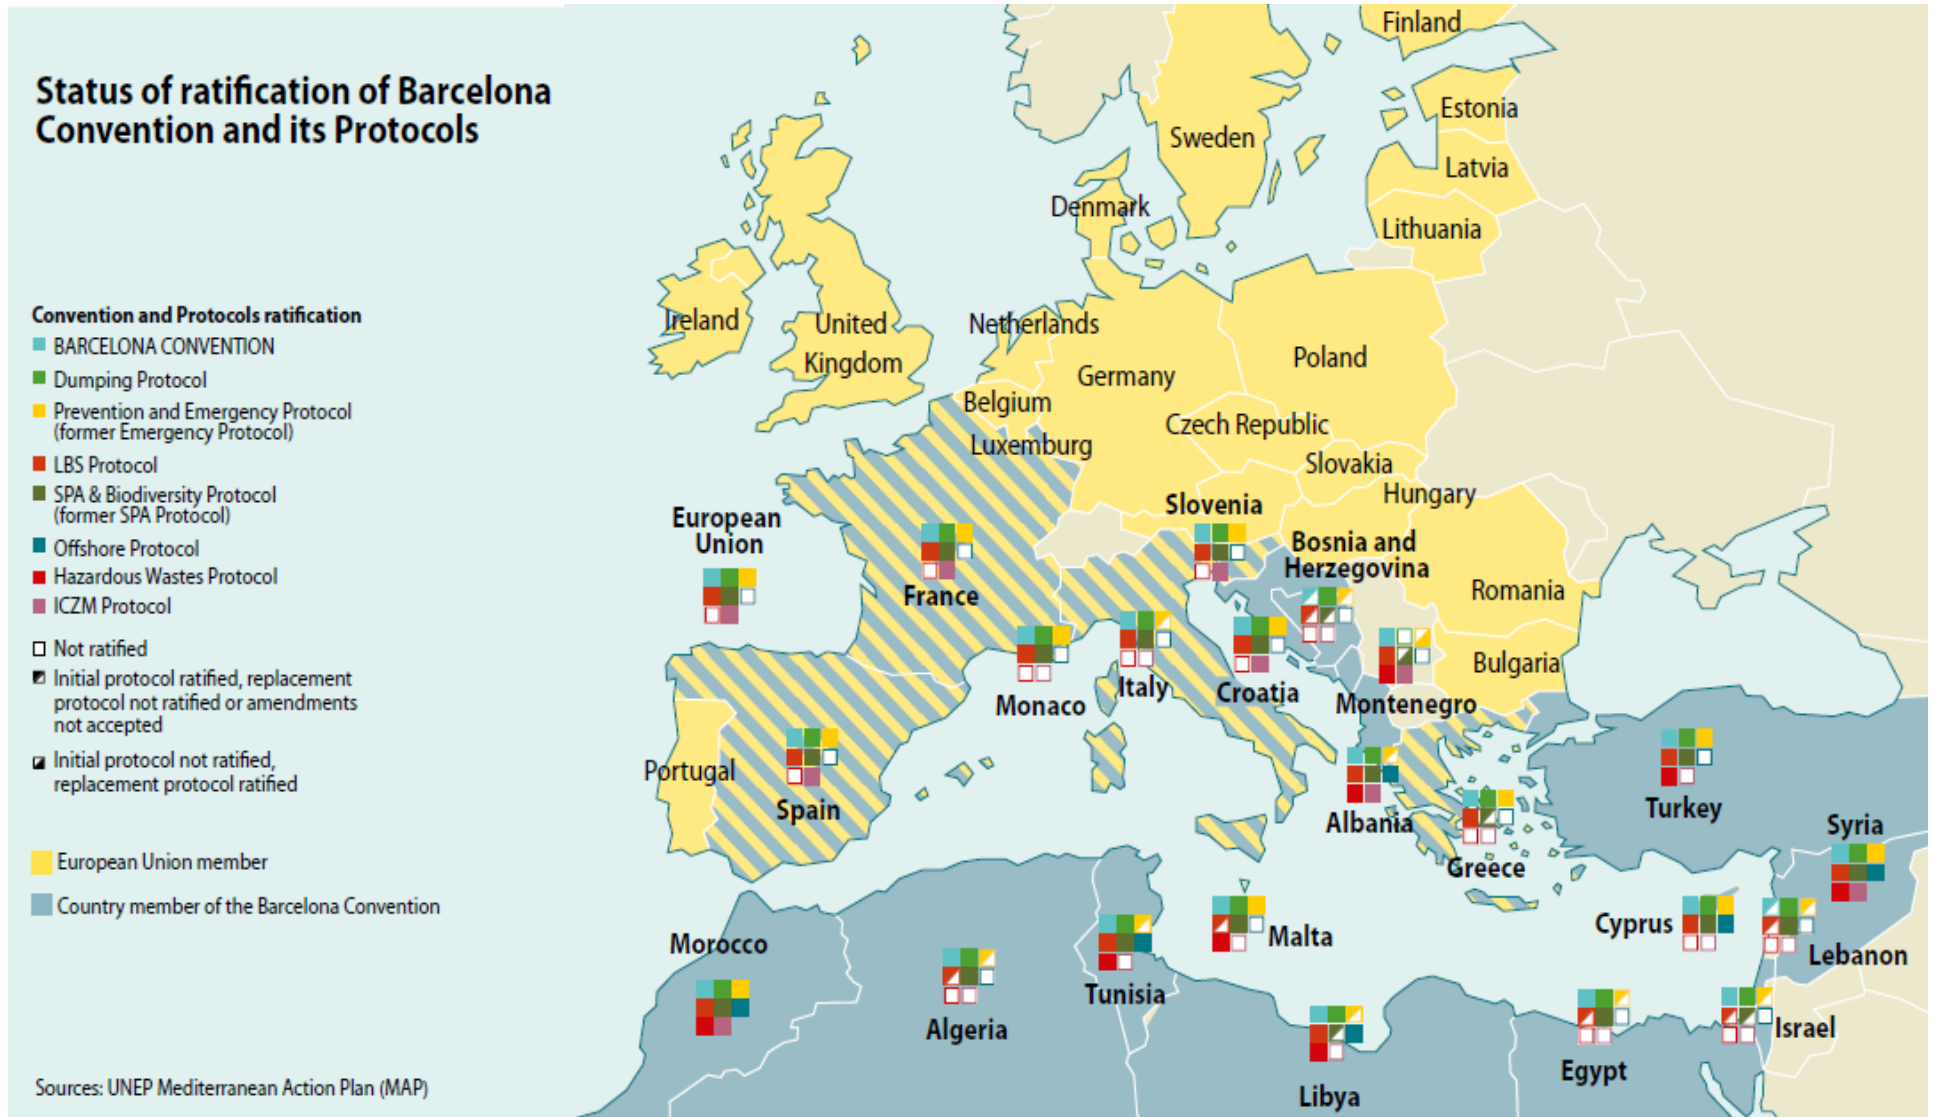 Status of ratification of Barcelona
Convention and its Protocols
Convention and Protocols ratification
BARCELONA CONVENTION
Dumping Protocol
Prevention and Emergency Protocol
(former Emergency Protocol)
LBS Protocol
SPA & Biodiversity Protocol
(former SPA Protocol)
Offshore Protocol
Hazardous Wastes Protocol
ICZM Protocol
Not ratified
Initial protocol ratified, replacement
protocol not ratified or amendments
not accepted
Initial protocol not ratified,
replacement protocol ratified
European Union member
Country member of the Barcelona Convention
Sources: UNEP Mediterranean Action Plan (MAP)
Finland
Estonia
Sweden
Latvia
Denmark
Lithuania
Ireland
United
Kingdom
Netherlands
Poland
Germany
Belgium
Czech Republic
Luxemburg
Slovakia
Hungary
Slovenia
European
Union
Bosnia and
Herzegovina
France
Romania
Bulgaria
Monaco
Italy
Croatia
Montenegro
Portugal
Spain
Albania
Turkey
Syria
Greece
Cyprus
Malta
Morocco
Lebanon
Tunisia
Algeria
Israel
Egypt
Libya